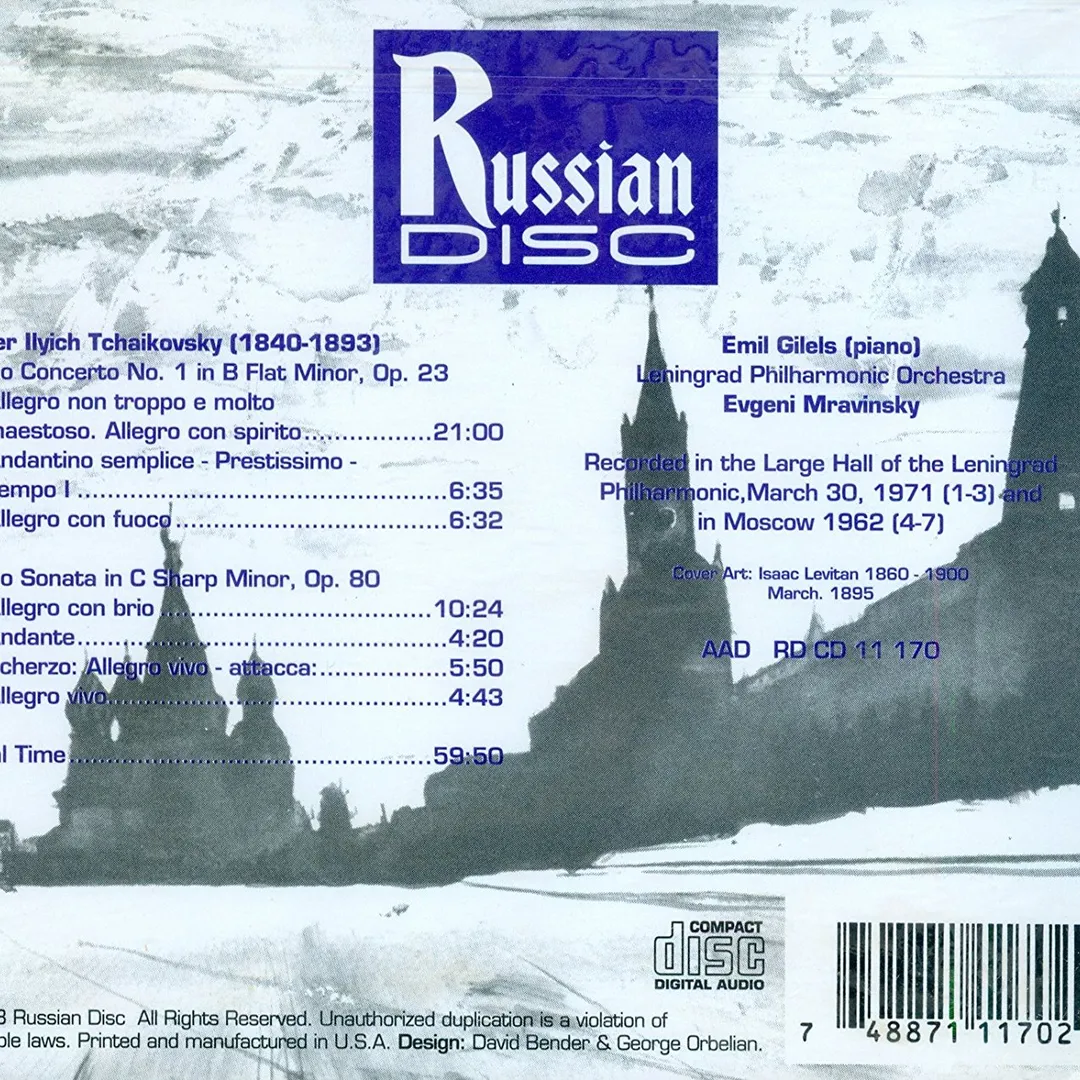 Russian
DISC
er Ilyich Tchaikovsky (1840-1893)
o Concerto No. 1 in B Flat Minor, Op. 23
llegro non troppo e molto
naestoso. Allegro con spirito................21:00
ndantino semplice - Prestissimo -
empo I..............................................6:35
llegro con fuoco..................................6:32
o Sonata in C Sharp Minor, Op. 80
llegro con brio..................................10:24
ndante..............................................4:20
cherzo: Allegro vivo - attacca:................5:50
llegro vivo..........................................4:43
l Time..............................................59:50
Emil Gilels (piano)
Leningrad Philharmonic Orchestra
Evgeni Mravinsky
Recorded in the Large Hall of the Leningrad
Philharmonic,March 30, 1971 (1-3) and
in Moscow 1962 (4-7)
Cover Art: Isaac Levitan 1860 - 1900
March. 1895
AAD RD CD 11 170
COMPACT
disc
DIGITAL AUDIO
3 Russian Disc All Rights Reserved. Unauthorized duplication is a violation of
ble laws. Printed and manufactured in U.S.A. Design: David Bender & George Orbelian.
7 48871 11702